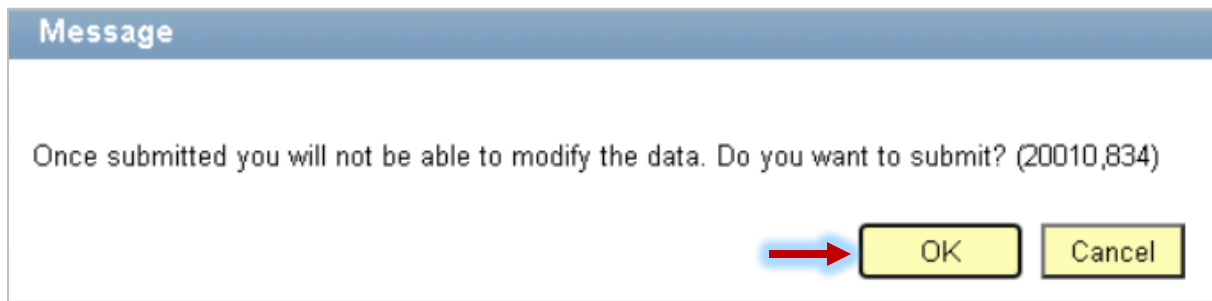 Message
Once submitted you will not be able to modify the data. Do you want to submit? (20010,834)
OK Cancel